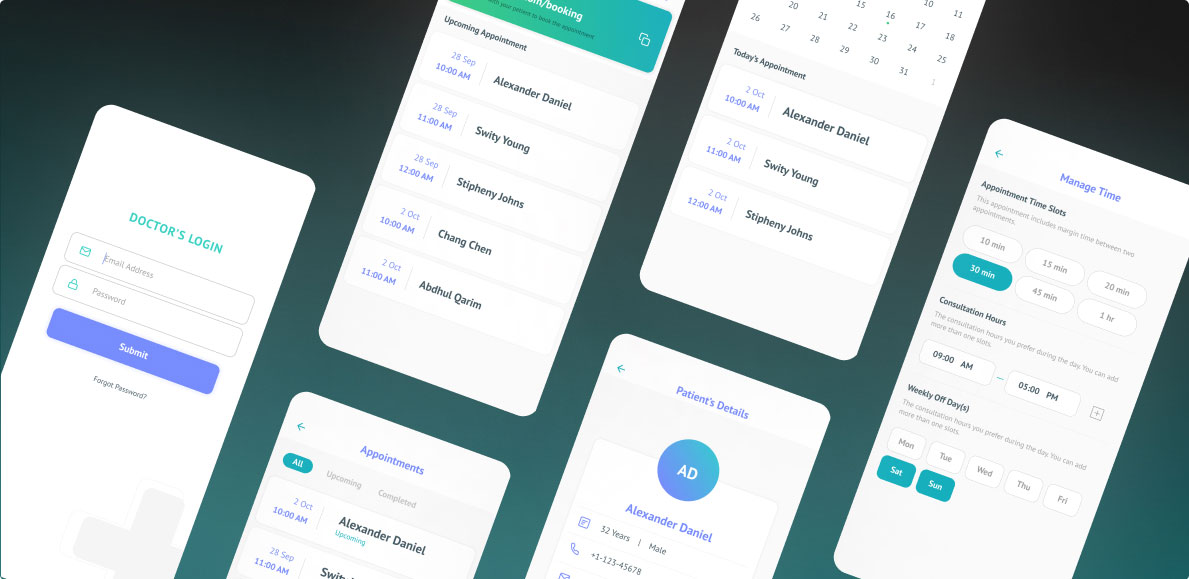 DOCTOR'S LOGIN
Email Address
Password
Submit
Forgot Password?
/booking
with your patient to book the appointment
Upcoming Appointment
28 Sep
10:00 AM
Alexander Daniel
28 Sep
11:00 AM
Swity Young
28 Sep
12:00 AM
Stipheny Johns
2 Oct
10:00 AM
Chang Chen
2 Oct
11:00 AM
Abdhul Qarim
Appointments
All
Upcoming
Completed
2 Oct
10:00 AM
Alexander Daniel
Upcoming
28 Sep
11:00 AM
10 11
15 16 17 18
20 21 22 23 24 25
26 27 28 29 30 31 1
Today's Appointment
2 Oct
10:00 AM
Alexander Daniel
2 Oct
11:00 AM
Swity Young
2 Oct
12:00 AM
Stipheny Johns
Patient's Details
AD
Alexander Daniel
32 Years | Male
+1-123-45678
Manage Time
Appointment Time Slots
This appointment includes margin time between two
appointments.
10 min 15 min 20 min
30 min 45 min 1 hr
Consultation Hours
The consultation hours you prefer during the day. You can add
more than one slots.
09:00 AM – 05:00 PM
Weekly Off Day(s)
The consultation hours you prefer during the day. You can add
more than one slots.
Mon Tue Wed Thu Fri
Sat Sun